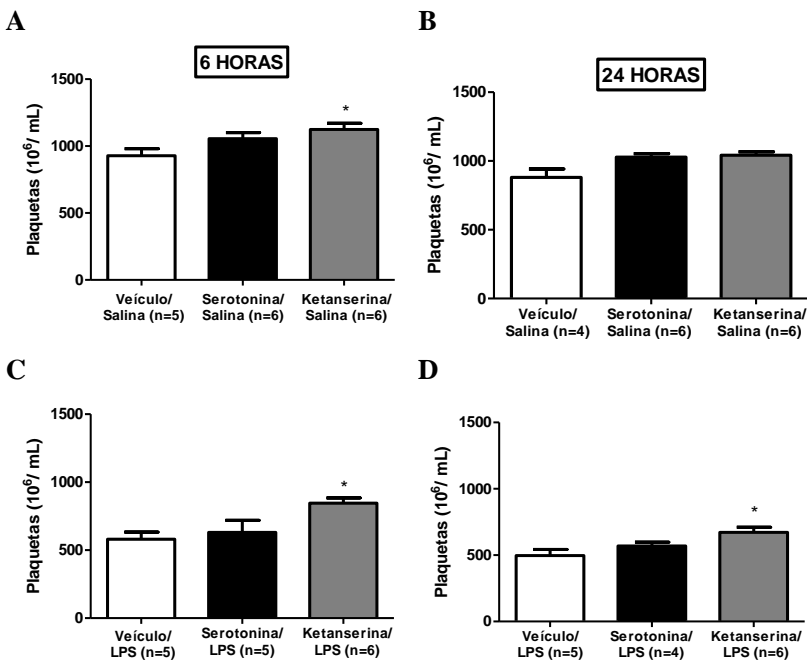 A
6 HORAS
Plaquetas (10⁶/ mL)
1500
1000
500
0
*
Veículo/
Salina (n=5)
Serotonina/
Salina (n=6)
Ketanserina/
Salina (n=6)
B
24 HORAS
Plaquetas (10⁶/ mL)
1500
1000
500
0
Veículo/
Salina (n=4)
Serotonina/
Salina (n=6)
Ketanserina/
Salina (n=6)
C
Plaquetas (10⁶/ mL)
1500
1000
500
0
*
Veículo/
LPS (n=5)
Serotonina/
LPS (n=5)
Ketanserina/
LPS (n=6)
D
Plaquetas (10⁶/ mL)
1500
1000
500
0
*
Veículo/
LPS (n=5)
Serotonina/
LPS (n=4)
Ketanserina/
LPS (n=6)